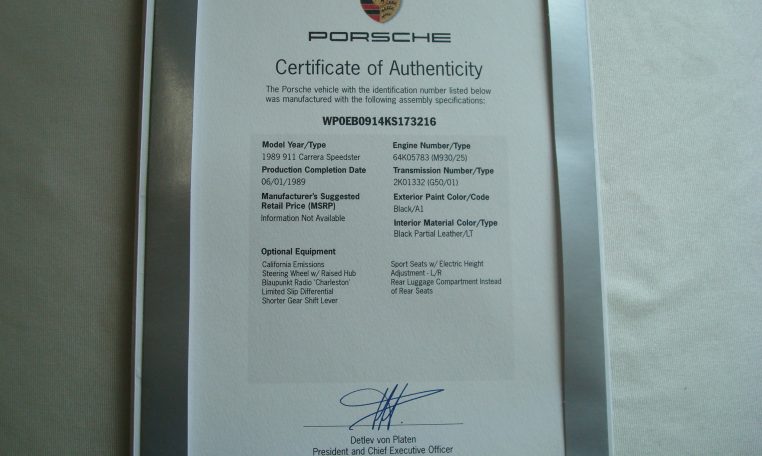 PORSCHE
Certificate of Authenticity
The Porsche vehicle with the identification number listed below
was manufactured with the following assembly specifications:
WP0EB0914KS173216
Model Year/Type
1989 911 Carrera Speedster
Production Completion Date
06/01/1989
Manufacturer's Suggested
Retail Price (MSRP)
Information Not Available
Engine Number/Type
64K05783 (M930/25)
Transmission Number/Type
2K01332 (G50/01)
Exterior Paint Color/Code
Black/A1
Interior Material Color/Type
Black Partial Leather/LT
Optional Equipment
California Emissions
Steering Wheel w/ Raised Hub
Blaupunkt Radio 'Charleston'
Limited Slip Differential
Shorter Gear Shift Lever
Sport Seats w/ Electric Height
Adjustment - L/R
Rear Luggage Compartment Instead
of Rear Seats
Detlev von Platen
President and Chief Executive Officer